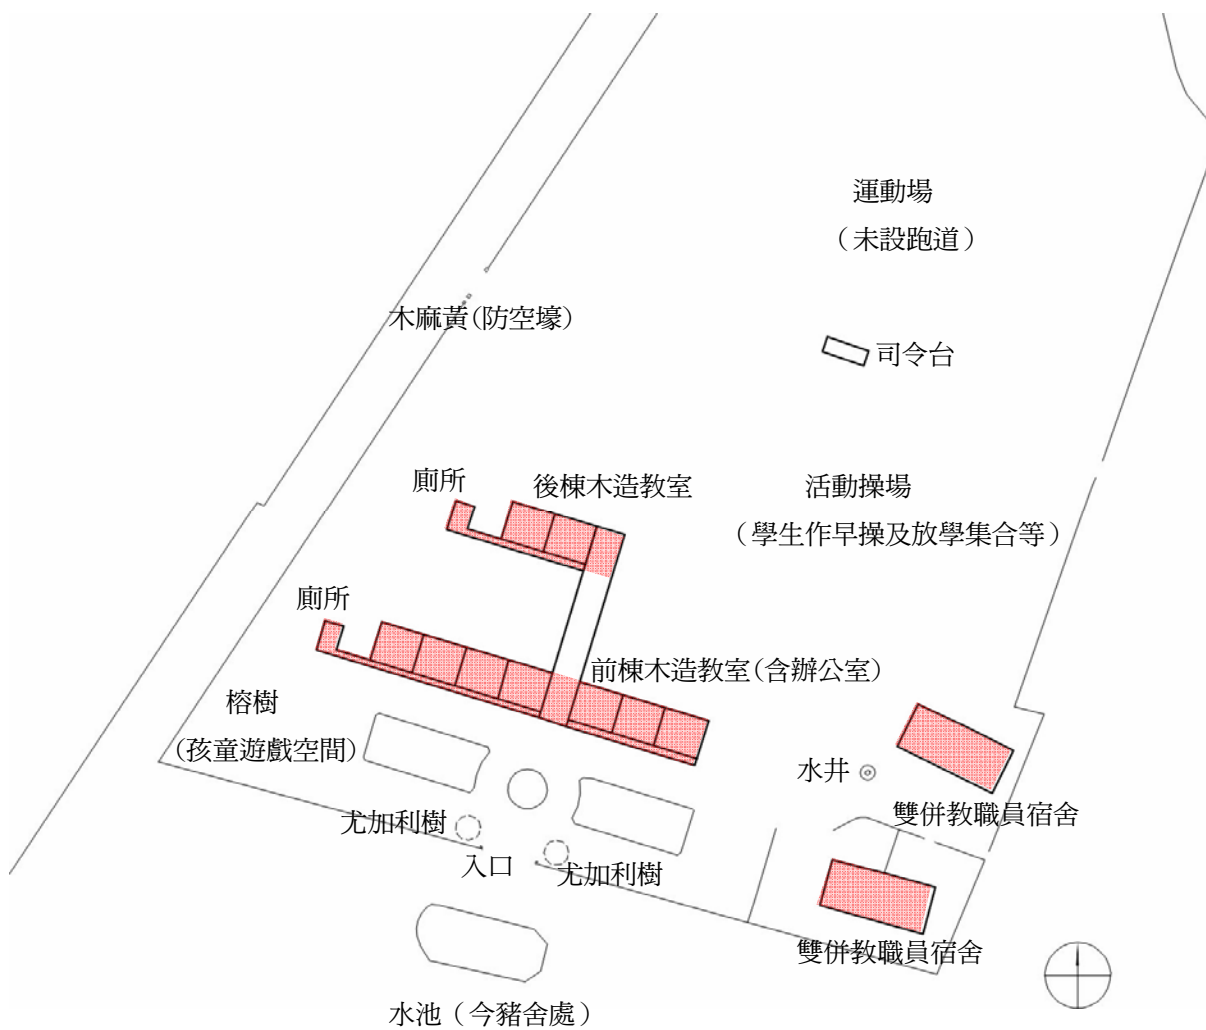 運動場
（未設跑道）
木麻黃(防空壕)
司令台
廁所
後棟木造教室
活動操場
（學生作早操及放學集合等）
廁所
前棟木造教室(含辦公室)
榕樹
(孩童遊戲空間)
水井
雙併教職員宿舍
尤加利樹
入口
尤加利樹
雙併教職員宿舍
水池（今豬舍處）